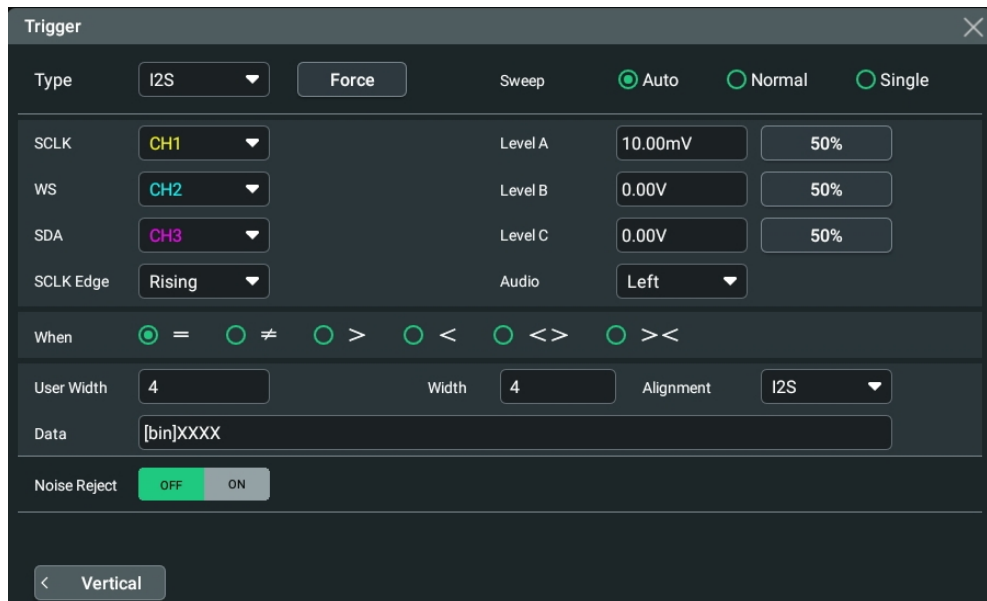 Trigger
Type I2S Force Sweep Auto Normal Single
SCLK CH1 Level A 10.00mV 50%
WS CH2 Level B 0.00V 50%
SDA CH3 Level C 0.00V 50%
SCLK Edge Rising Audio Left
When = ≠ > < <> ><
User Width 4 Width 4 Alignment I2S
Data [bin]XXXX
Noise Reject OFF ON
< Vertical